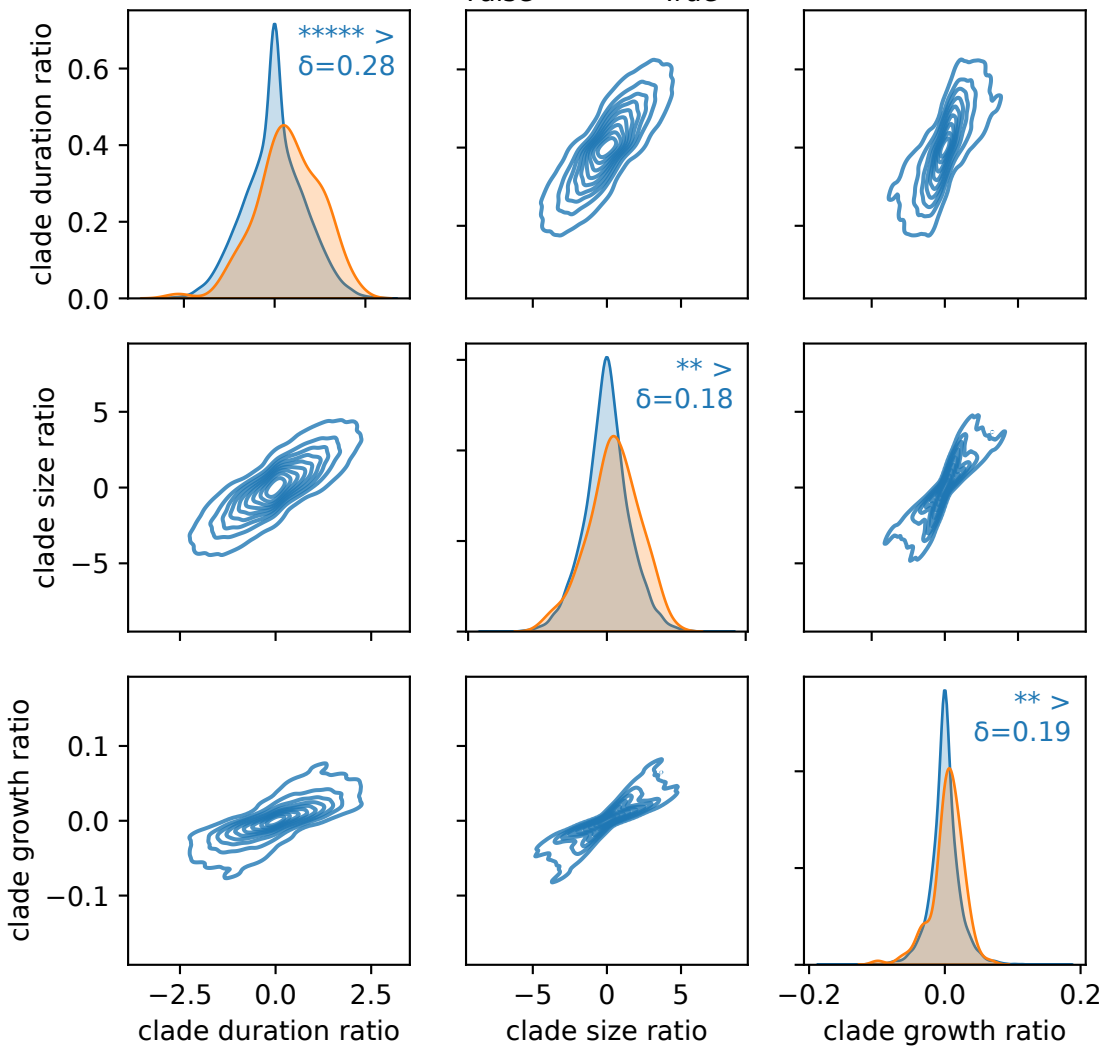 clade duration ratio
0.6
0.4
0.2
0.0
***** >
δ=0.28
clade size ratio
5
0
−5
** >
δ=0.18
clade growth ratio
0.1
0.0
−0.1
** >
δ=0.19
−2.5 0.0 2.5
−5 0 5
−0.2 0.0 0.2
clade duration ratio
clade size ratio
clade growth ratio